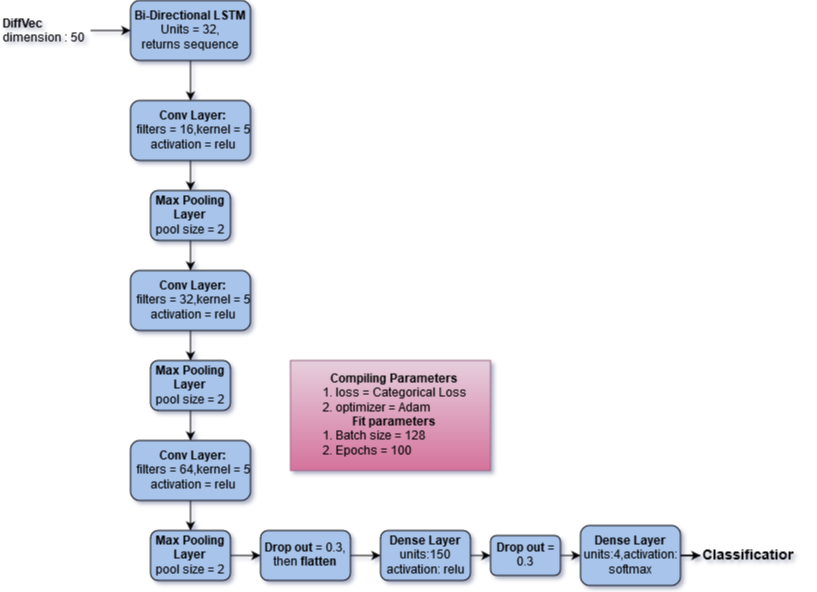 DiffVec
dimension : 50
Bi-Directional LSTM
Units = 32,
returns sequence
Conv Layer:
filters = 16,kernel = 5
activation = relu
Max Pooling
Layer
pool size = 2
Conv Layer:
filters = 32,kernel = 5
activation = relu
Max Pooling
Layer
pool size = 2
Compiling Parameters
1. loss = Categorical Loss
2. optimizer = Adam
Fit parameters
1. Batch size = 128
2. Epochs = 100
Conv Layer:
filters = 64,kernel = 5
activation = relu
Max Pooling
Layer
pool size = 2
Drop out = 0.3,
then flatten
Dense Layer
units:150
activation: relu
Drop out =
0.3
Dense Layer
units:4,activation:
softmax
Classification